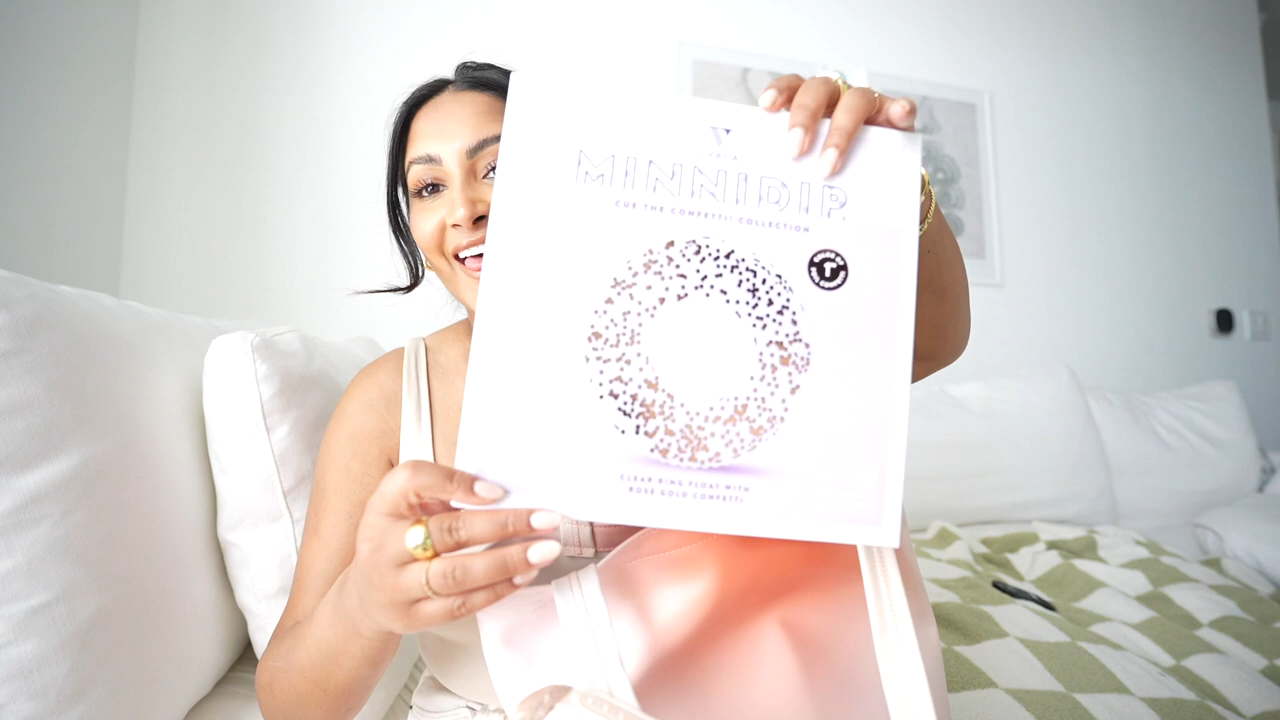 MINNIDIP
CUE THE CONFETTI! COLLECTION
CLEAR RING FLOAT WITH
ROSE GOLD CONFETTI